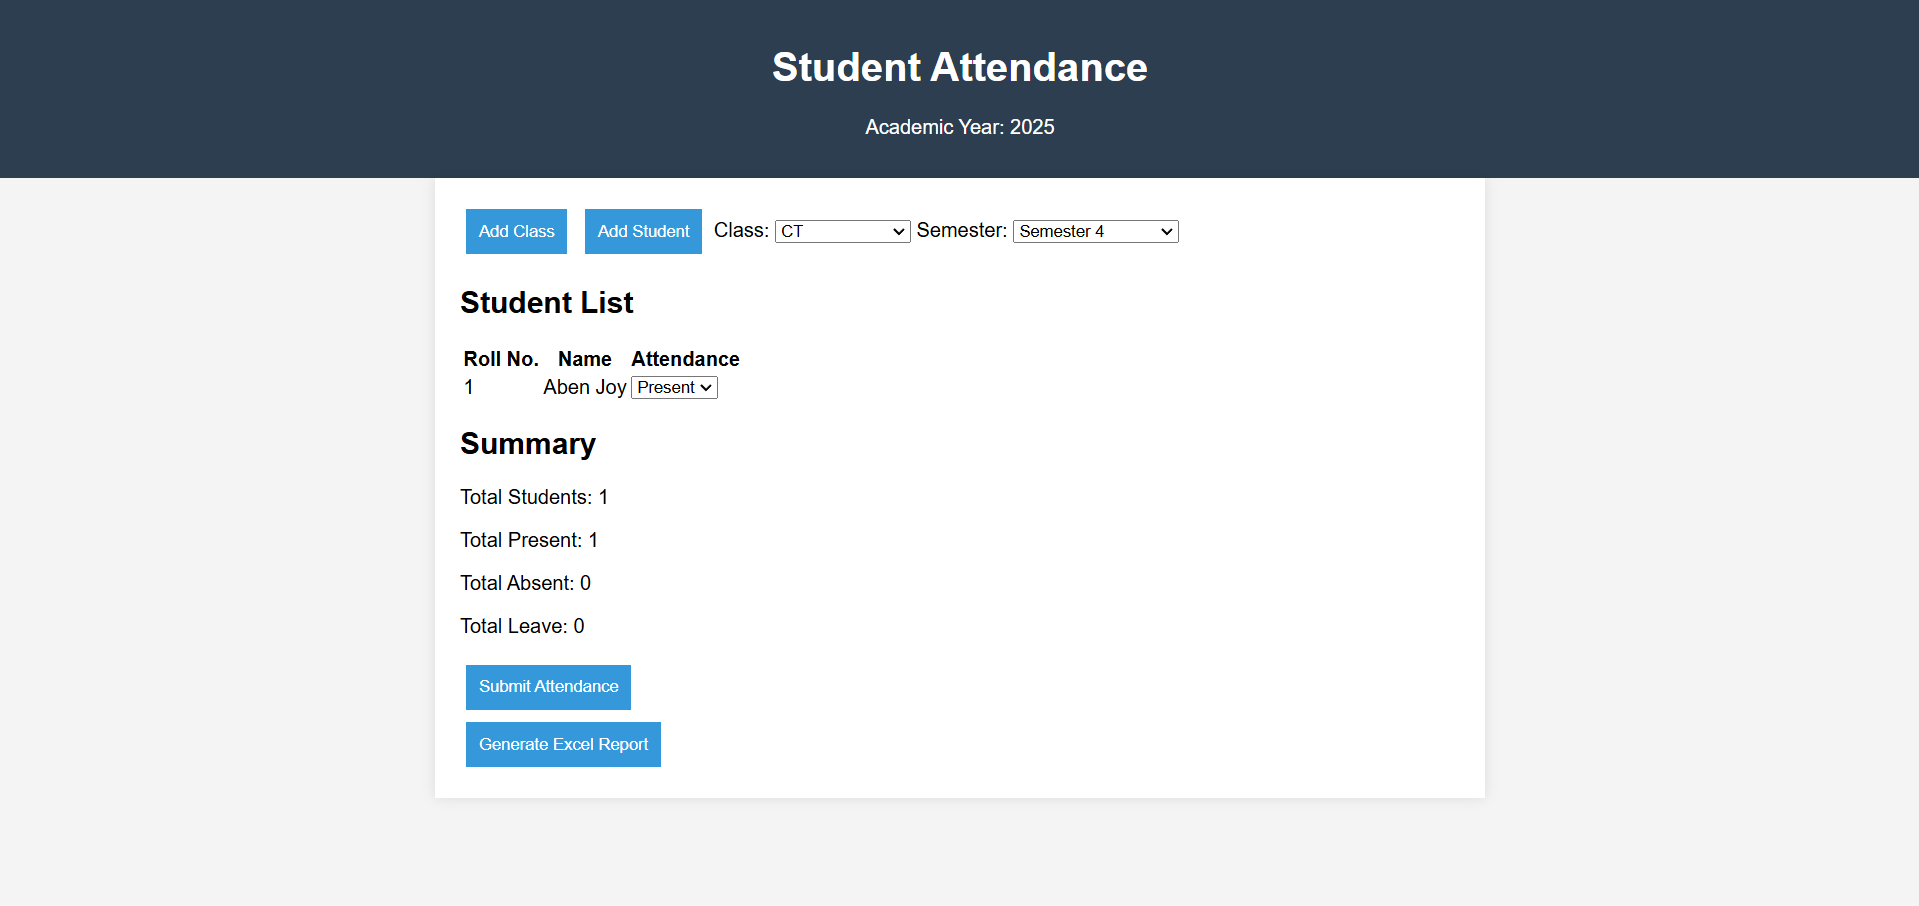 Student Attendance
Academic Year: 2025
Add Class Add Student Class: CT Semester: Semester 4
Student List
Roll No. Name Attendance
1 Aben Joy Present
Summary
Total Students: 1
Total Present: 1
Total Absent: 0
Total Leave: 0
Submit Attendance
Generate Excel Report